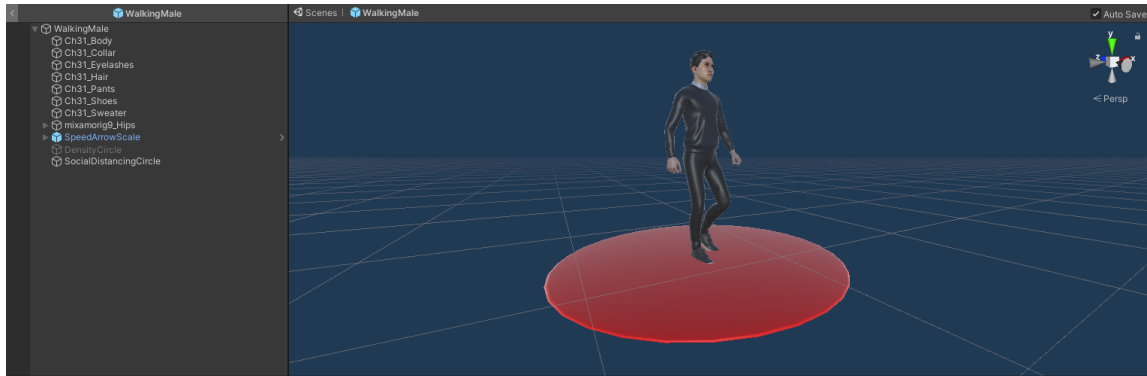 WalkingMale
WalkingMale
Ch31_Body
Ch31_Collar
Ch31_Eyelashes
Ch31_Hair
Ch31_Pants
Ch31_Shoes
Ch31_Sweater
mixamorig9_Hips
SpeedArrowScale
DensityCircle
SocialDistancingCircle
Scenes | WalkingMale
Auto Save
y
z x
< Persp